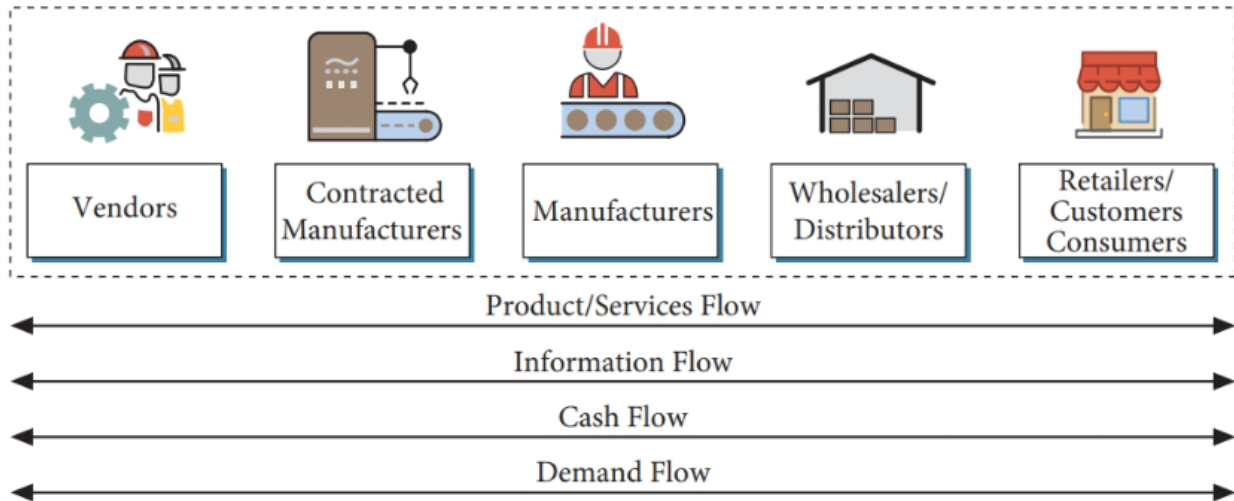 Vendors
Contracted
Manufacturers
Manufacturers
Wholesalers/
Distributors
Retailers/
Customers
Consumers
Product/Services Flow
Information Flow
Cash Flow
Demand Flow